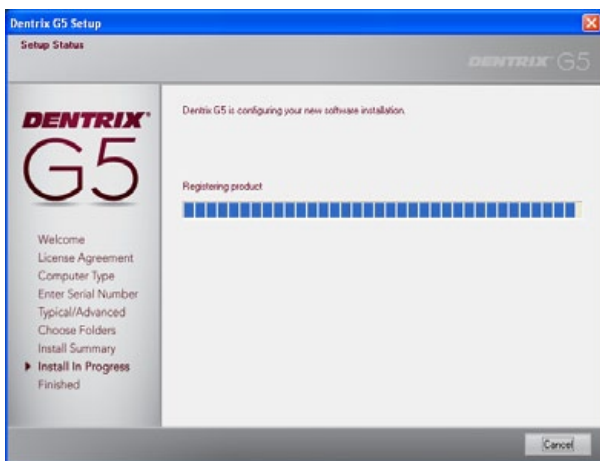 Dentrix G5 Setup
Setup Status
DENTRIX G5
DENTRIX®
G5
Dentrix G5 is configuring your new software installation.
Registering product
Welcome
License Agreement
Computer Type
Enter Serial Number
Typical/Advanced
Choose Folders
Install Summary
Install In Progress
Finished
Cancel